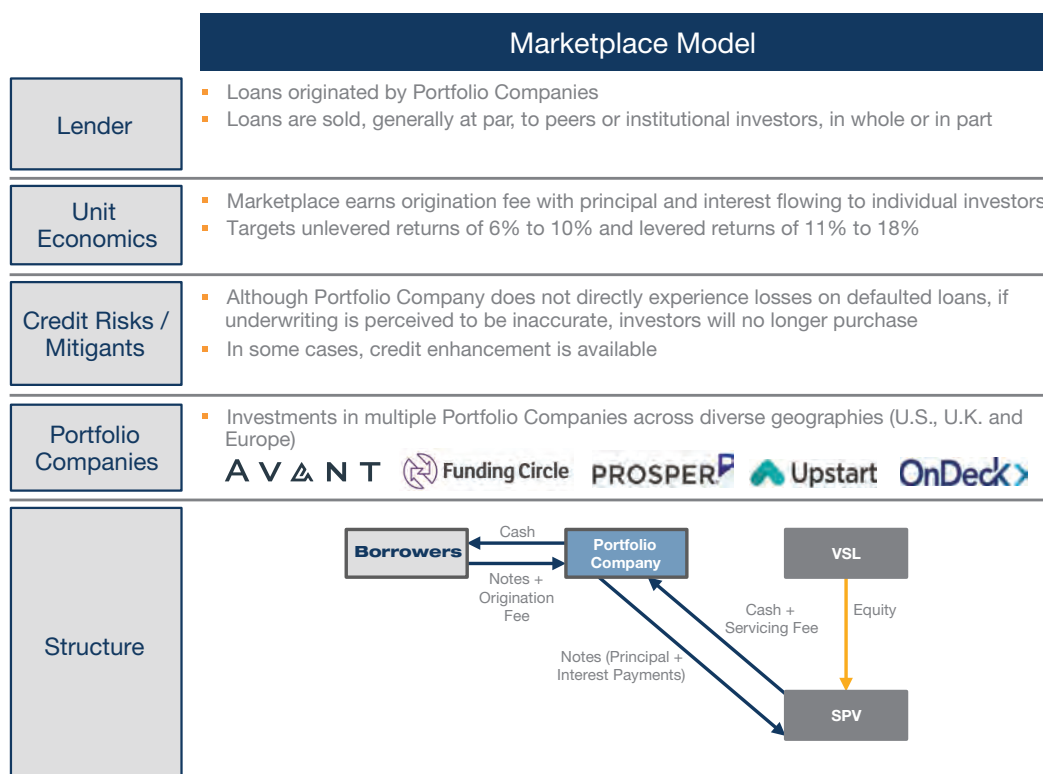 Marketplace Model
Lender
Loans originated by Portfolio Companies
Loans are sold, generally at par, to peers or institutional investors, in whole or in part
Unit
Economics
Marketplace earns origination fee with principal and interest flowing to individual investors
Targets unlevered returns of 6% to 10% and levered returns of 11% to 18%
Credit Risks /
Mitigants
Although Portfolio Company does not directly experience losses on defaulted loans, if
underwriting is perceived to be inaccurate, investors will no longer purchase
In some cases, credit enhancement is available
Portfolio
Companies
Investments in multiple Portfolio Companies across diverse geographies (U.S., U.K. and
Europe)
AVANT
Funding Circle
PROSPER
Upstart
OnDeck
Structure
Borrowers
Cash
Portfolio
Company
VSL
Notes +
Origination
Fee
Cash +
Servicing Fee
Equity
Notes (Principal +
Interest Payments)
SPV